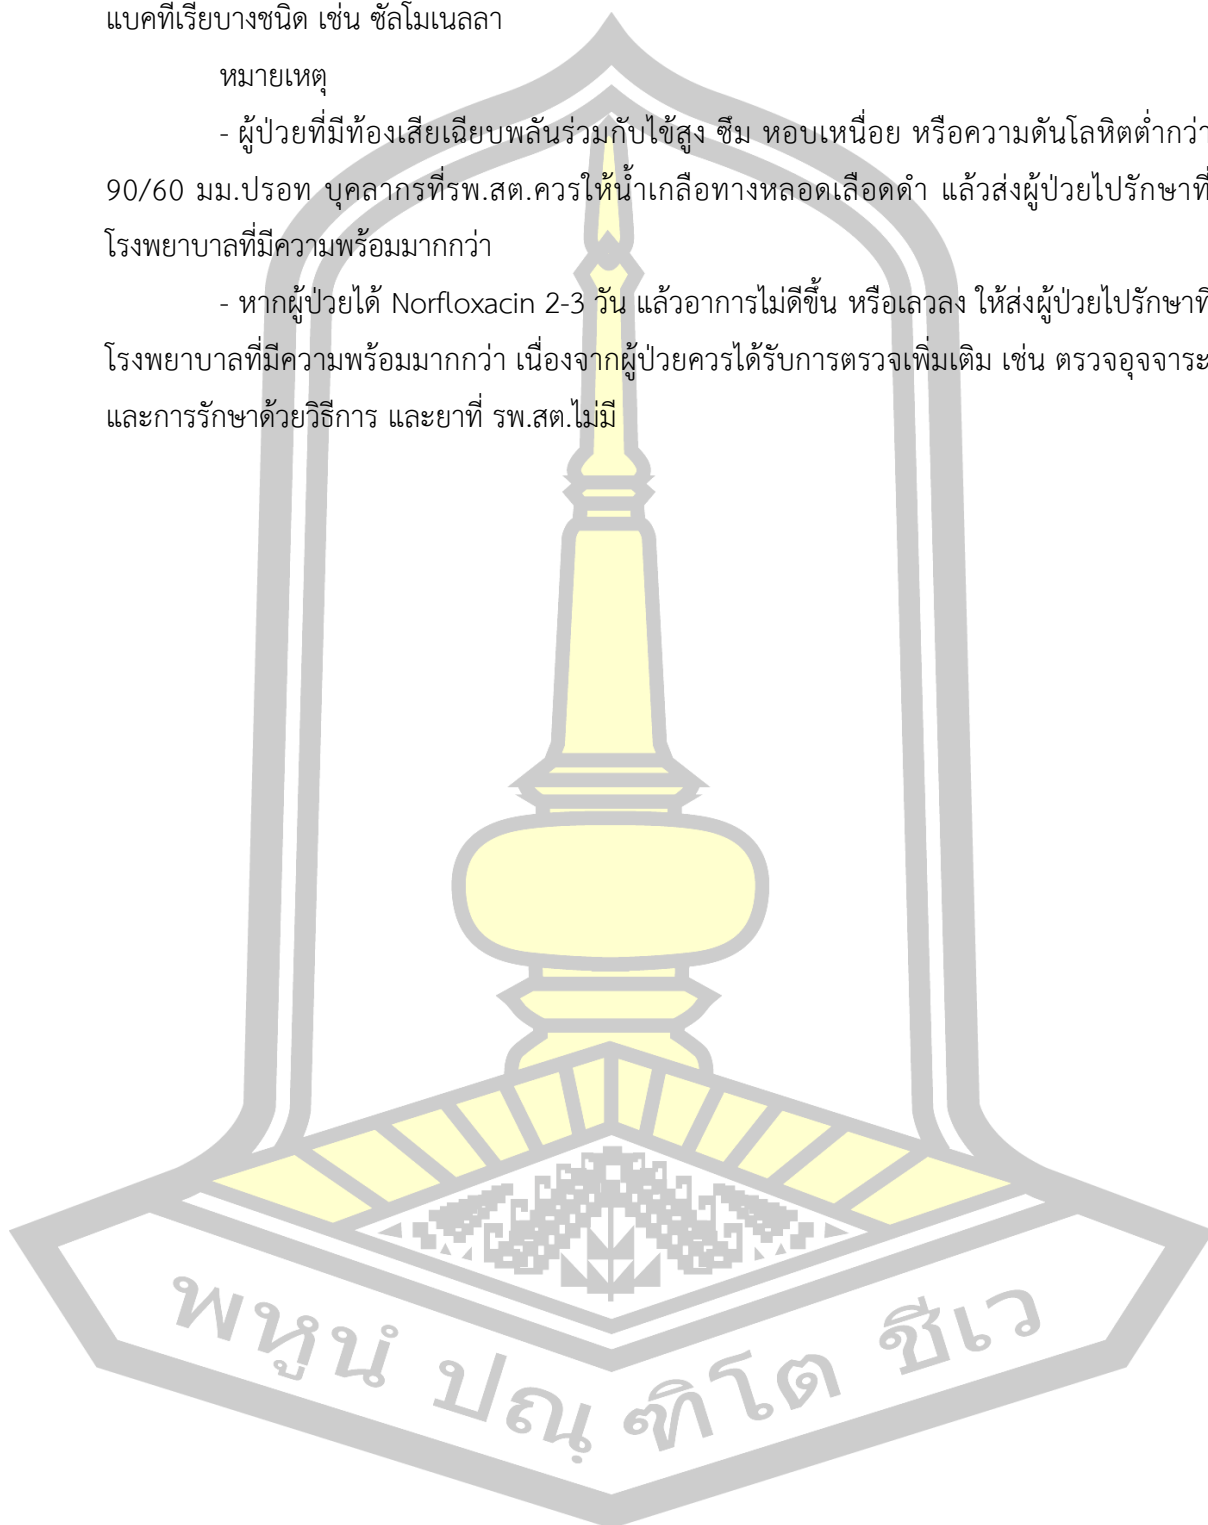 แบคทีเรียบางชนิด เช่น ซัลโมเนลลา
หมายเหตุ
- ผู้ป่วยที่มีท้องเสียเฉียบพลันร่วมกับไข้สูง ซึม หอบเหนื่อย หรือความดันโลหิตต่ำกว่า
90/60 มม.ปรอท บุคลากรที่รพ.สต.ควรให้น้ำเกลือทางหลอดเลือดดำ แล้วส่งผู้ป่วยไปรักษาที่
โรงพยาบาลที่มีความพร้อมมากกว่า
- หากผู้ป่วยได้ Norfloxacin 2-3 วัน แล้วอาการไม่ดีขึ้น หรือเลวลง ให้ส่งผู้ป่วยไปรักษาที่
โรงพยาบาลที่มีความพร้อมมากกว่า เนื่องจากผู้ป่วยควรได้รับการตรวจเพิ่มเติม เช่น ตรวจอุจจาระ
และการรักษาด้วยวิธีการ และยาที่ รพ.สต.ไม่มี
พหูนํ ปณฺ ฑิโต ชีเว